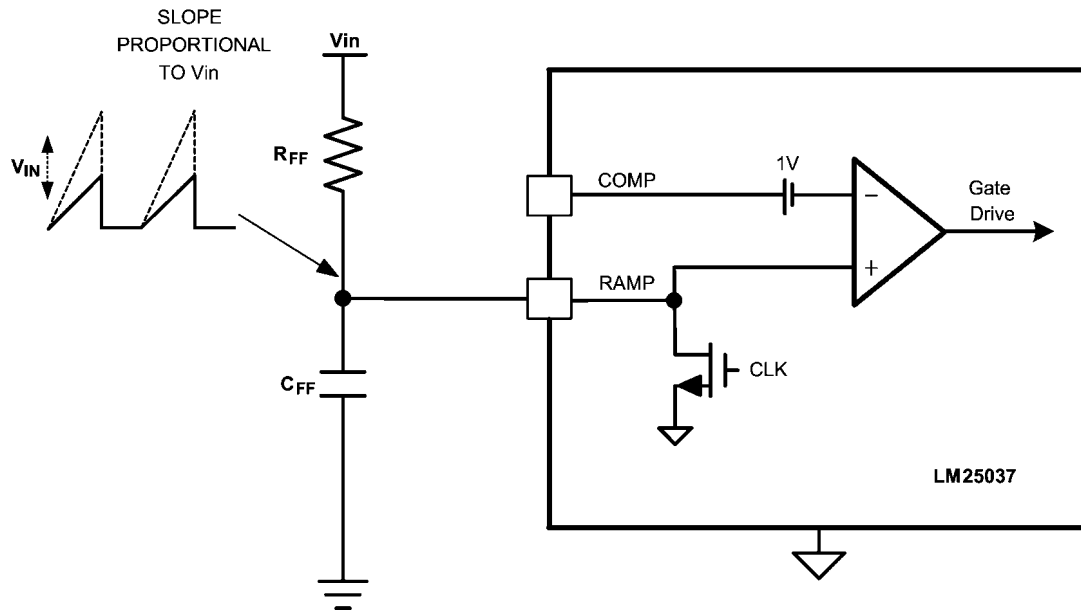 SLOPE
PROPORTIONAL
TO Vin
Vin
VIN
RFF
CFF
COMP
1V
−
+
Gate
Drive
RAMP
CLK
LM25037